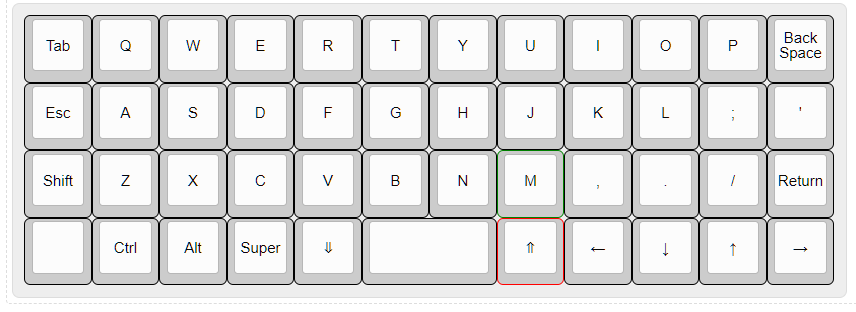 Tab Q W E R T Y U I O P Back Space
Esc A S D F G H J K L ; '
Shift Z X C V B N M , . / Return
Ctrl Alt Super ⇓ ⇑ ← ↓ ↑ →